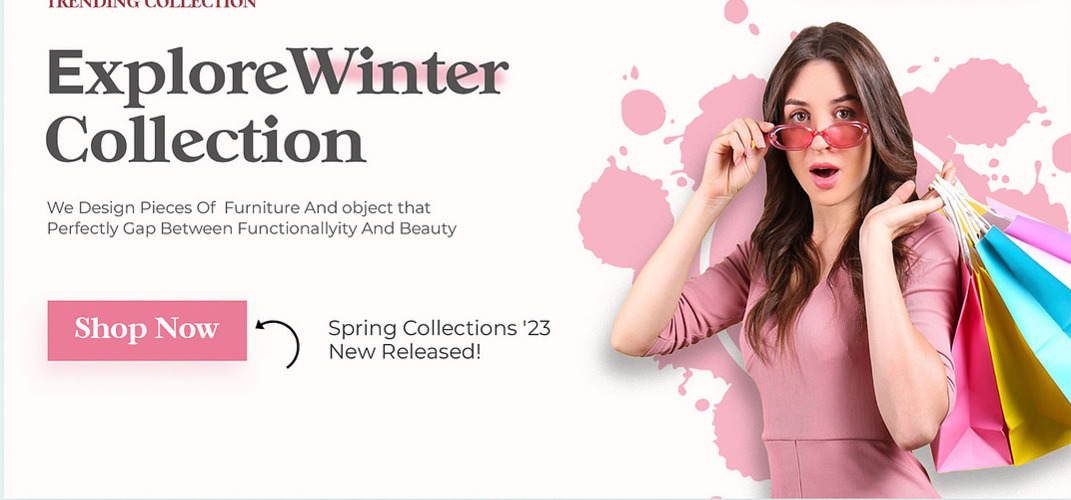 TRENDING COLLECTION
ExploreWinter
Collection
We Design Pieces Of  Furniture And object that
Perfectly Gap Between Functionallyity And Beauty
Shop Now
Spring Collections '23
New Released!